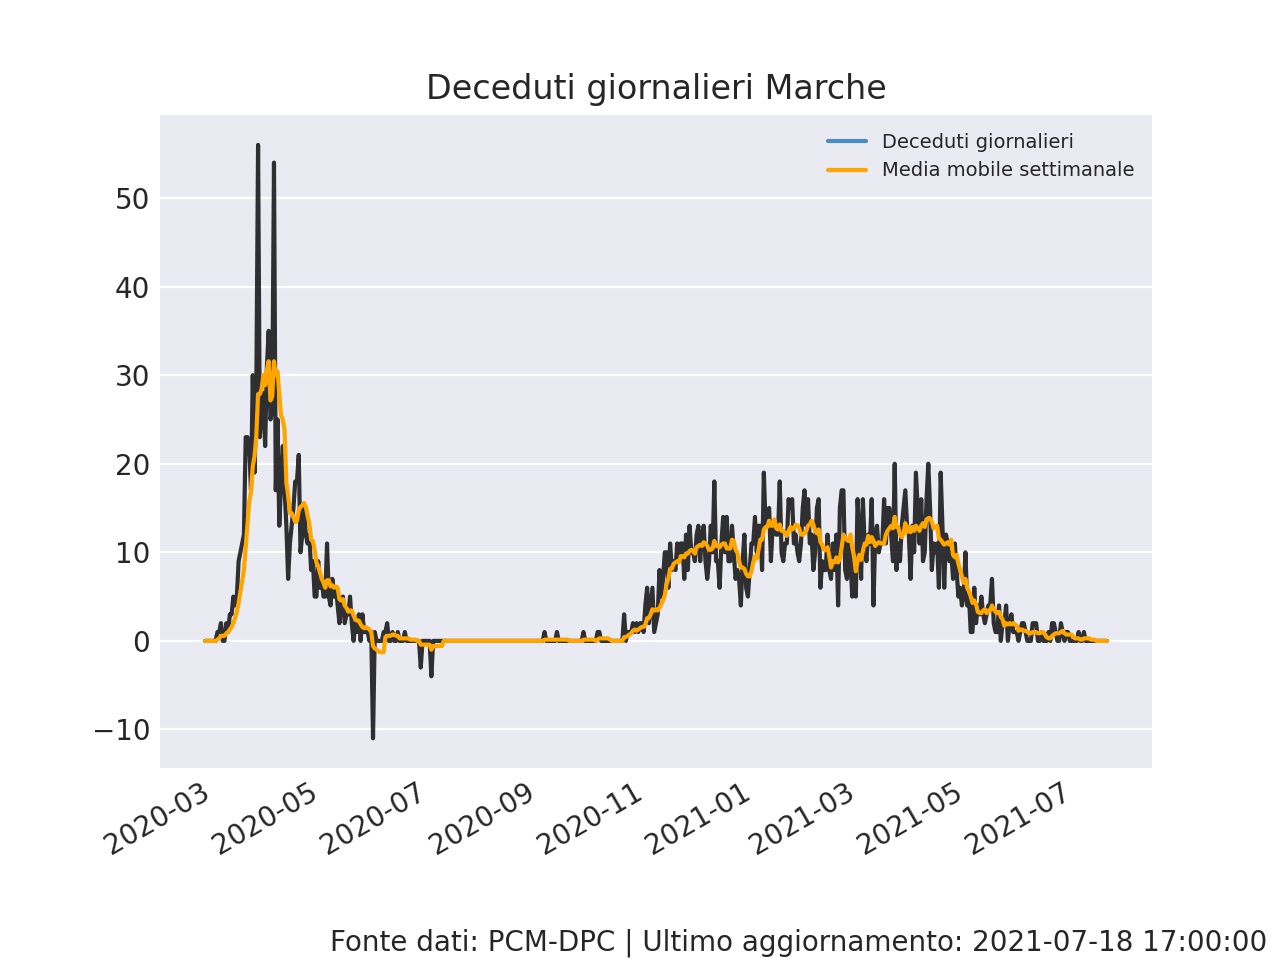 Deceduti giornalieri Marche
Deceduti giornalieri
Media mobile settimanale
50
40
30
20
10
0
−10
2020-03 2020-05 2020-07 2020-09 2020-11 2021-01 2021-03 2021-05 2021-07
Fonte dati: PCM-DPC | Ultimo aggiornamento: 2021-07-18 17:00:00